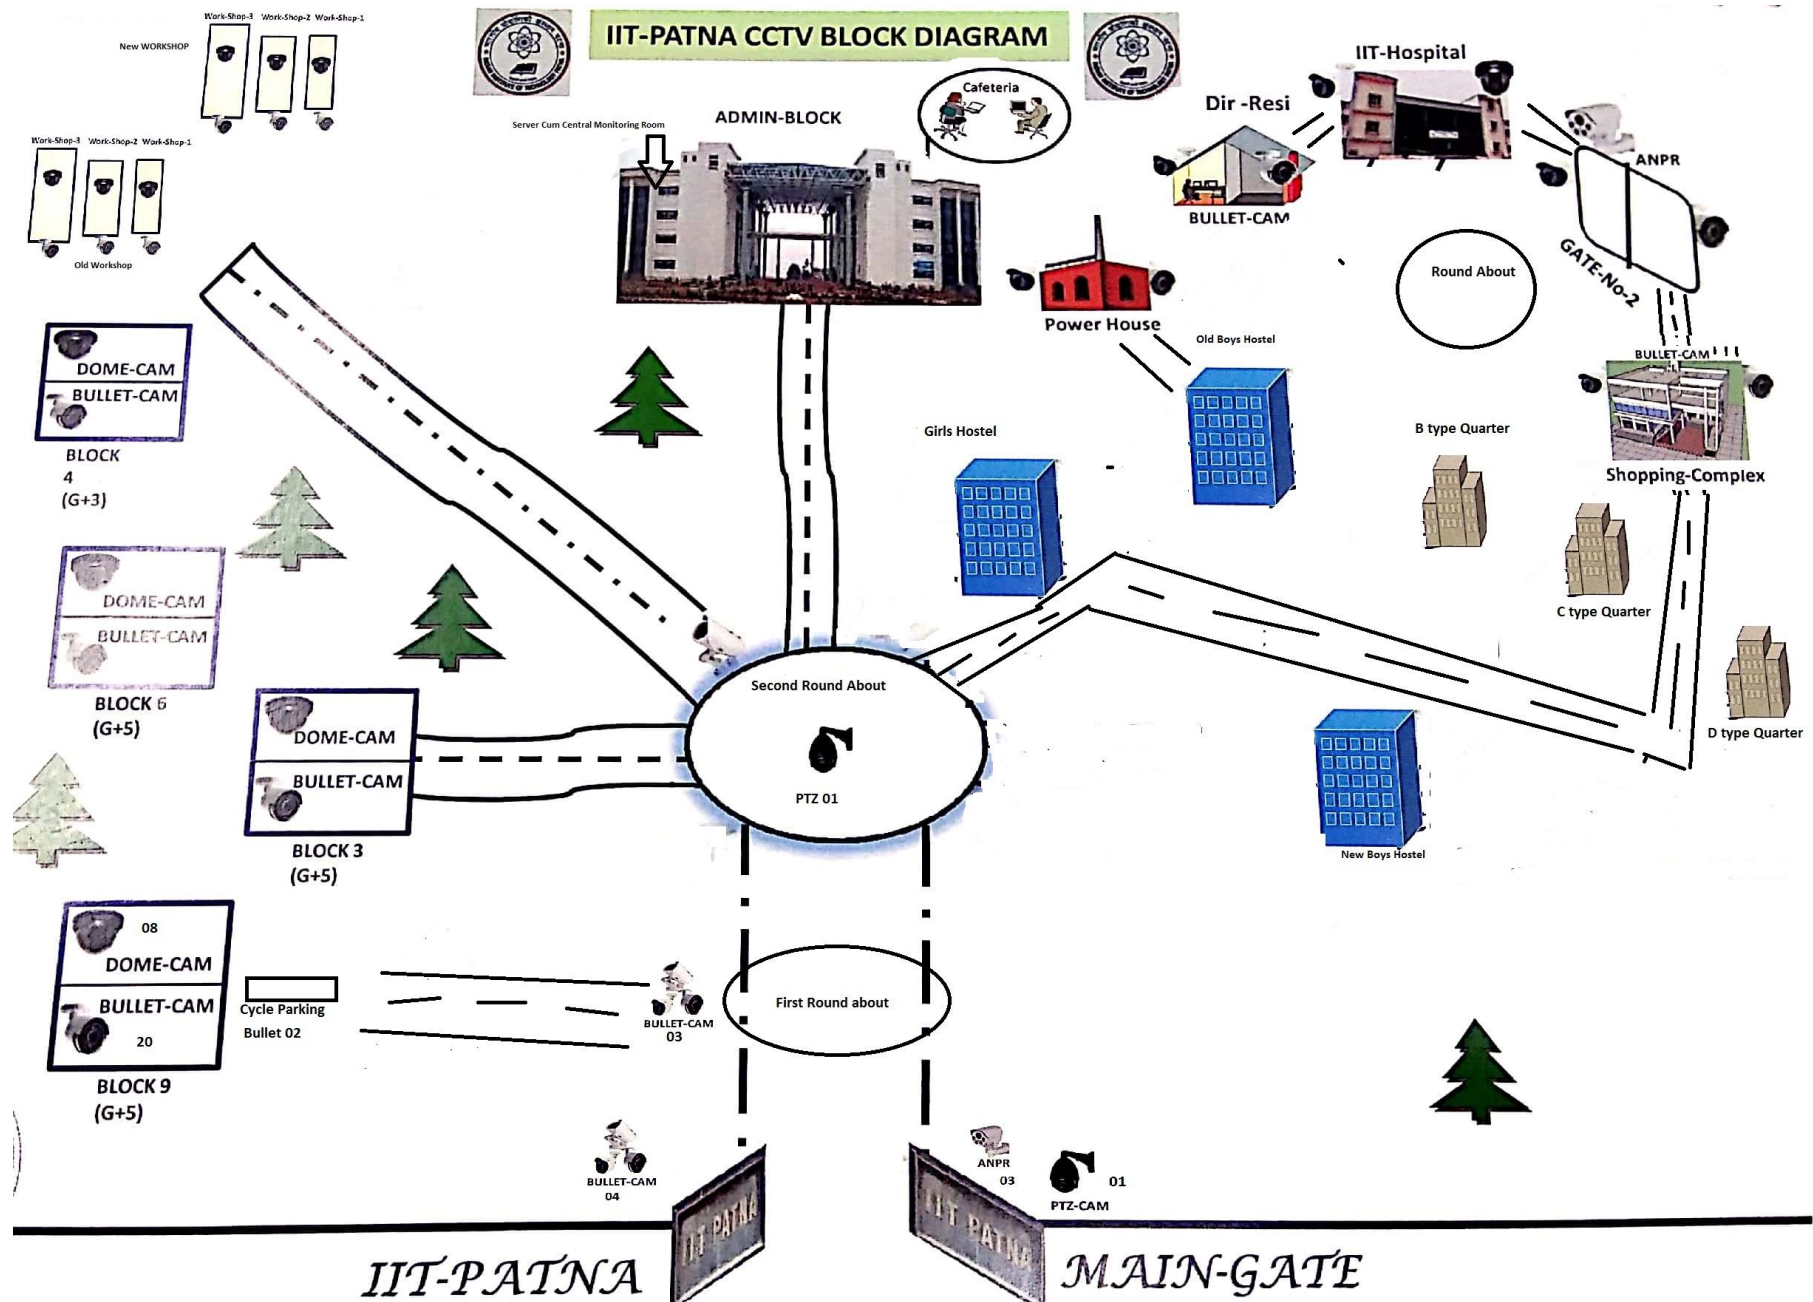 Work-Shop-3 Work-Shop-2 Work-Shop-1
New WORKSHOP
IIT-PATNA CCTV BLOCK DIAGRAM
IIT-Hospital
Cafeteria
Dir -Resi
ADMIN-BLOCK
Server Cum Central Monitoring Room
Work-Shop-3 Work-Shop-2 Work-Shop-1
ANPR
BULLET-CAM
Old Workshop
Round About
GATE-No-2
Power House
Old Boys Hostel
BULLET-CAM
DOME-CAM
BULLET-CAM
BLOCK
4
(G+3)
Girls Hostel
B type Quarter
Shopping-Complex
DOME-CAM
BULLET-CAM
BLOCK 6
(G+5)
C type Quarter
D type Quarter
Second Round About
PTZ 01
DOME-CAM
BULLET-CAM
BLOCK 3
(G+5)
New Boys Hostel
08
DOME-CAM
BULLET-CAM
20
BLOCK 9
(G+5)
Cycle Parking
Bullet 02
BULLET-CAM
03
First Round about
BULLET-CAM
04
ANPR
03
01
PTZ-CAM
IIT PATNA
IIT PATNA
IIT-PATNA
MAIN-GATE